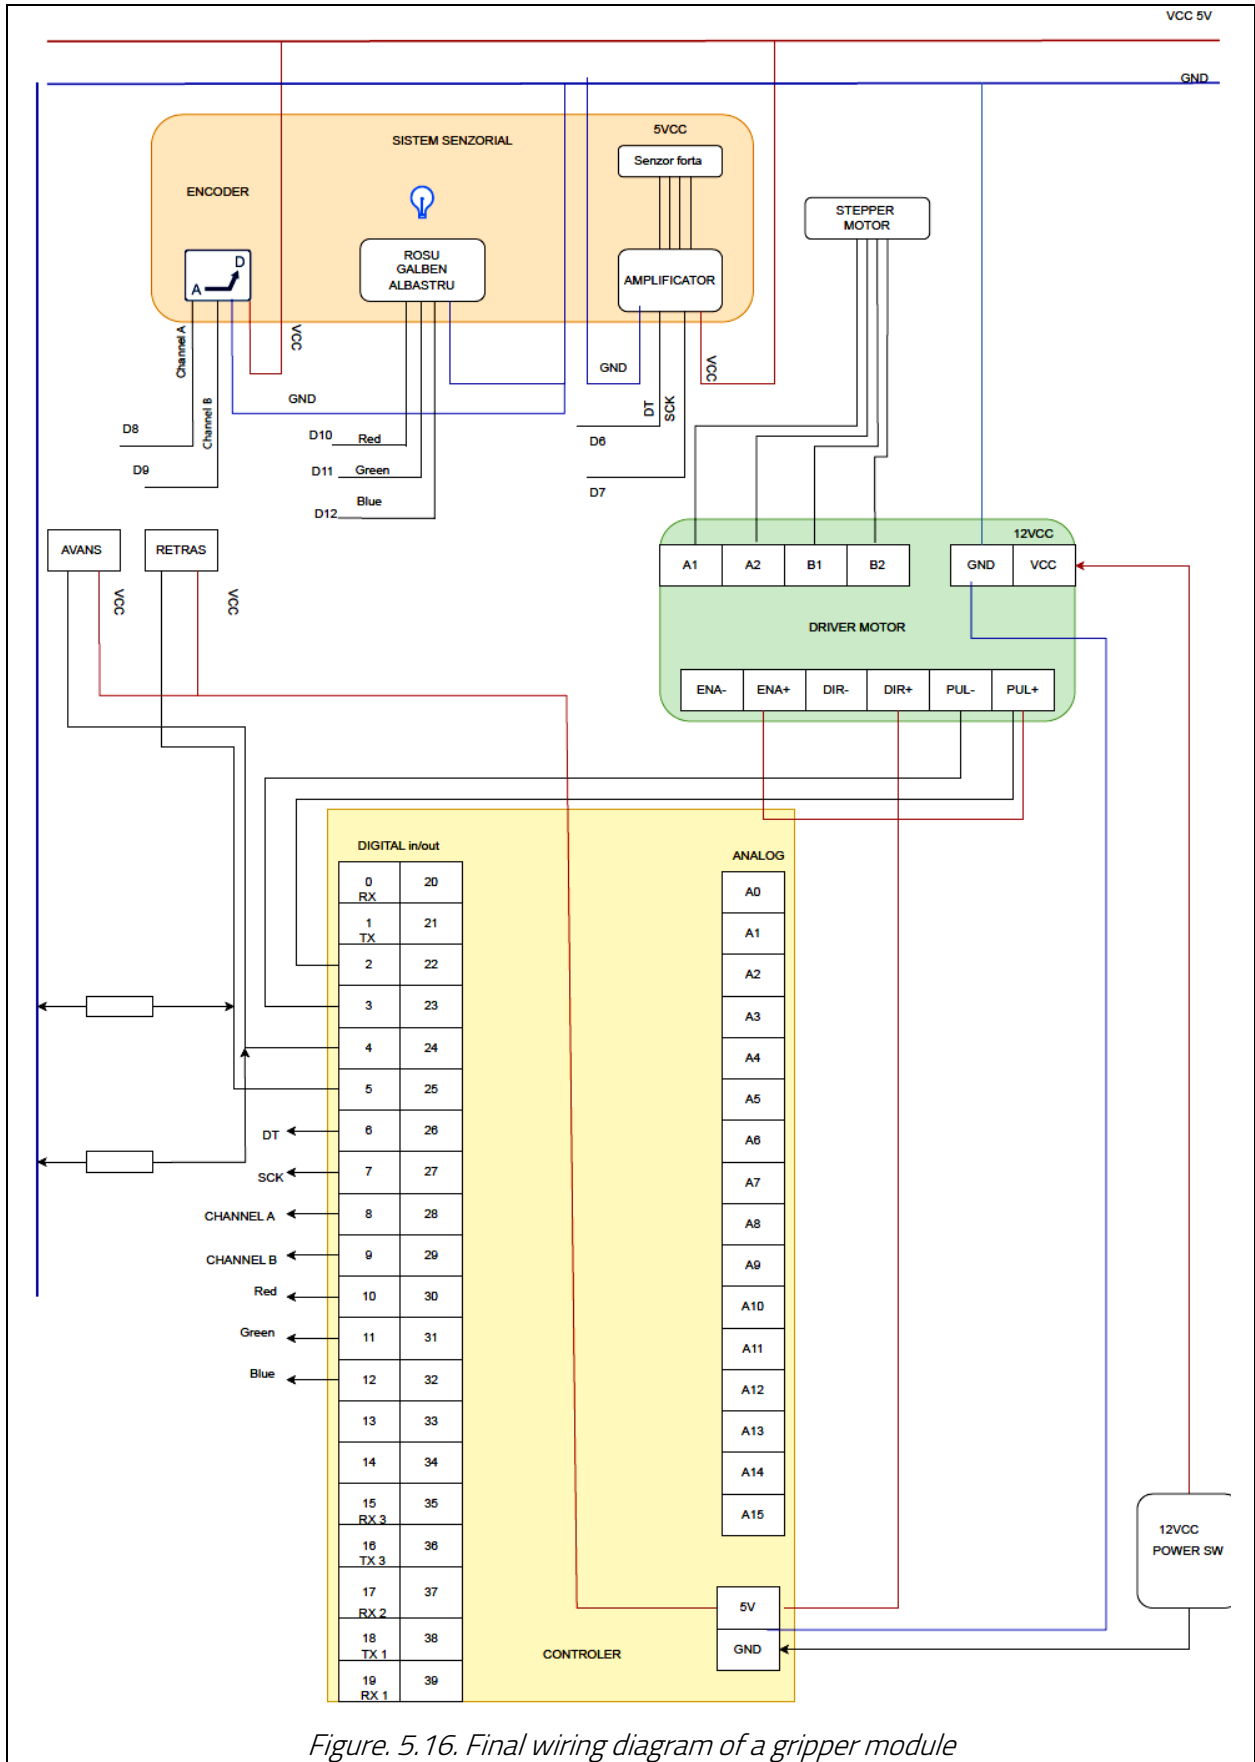 VCC 5V
GND
SISTEM SENZORIAL
5VCC
Senzor forta
ENCODER
STEPPER
MOTOR
ROSU
GALBEN
ALBASTRU
AMPLIFICATOR
D
A
Channel A
VCC
Channel B
GND
GND
VCC
DT
SCK
D8
D9
D10
Red
D11
Green
D12
Blue
D6
D7
AVANS
RETRAS
VCC
VCC
12VCC
A1
A2
B1
B2
GND
VCC
DRIVER MOTOR
ENA-
ENA+
DIR-
DIR+
PUL-
PUL+
DIGITAL in/out
ANALOG
0
RX
20
1
TX
21
2
22
3
23
4
24
5
25
6
26
7
27
8
28
9
29
10
30
11
31
12
32
13
33
14
34
15
RX 3
35
16
TX 3
36
17
RX 2
37
18
TX 1
38
19
RX 1
39
DT
SCK
CHANNEL A
CHANNEL B
Red
Green
Blue
A0
A1
A2
A3
A4
A5
A6
A7
A8
A9
A10
A11
A12
A13
A14
A15
5V
GND
CONTROLER
12VCC
POWER SW
Figure. 5.16. Final wiring diagram of a gripper module